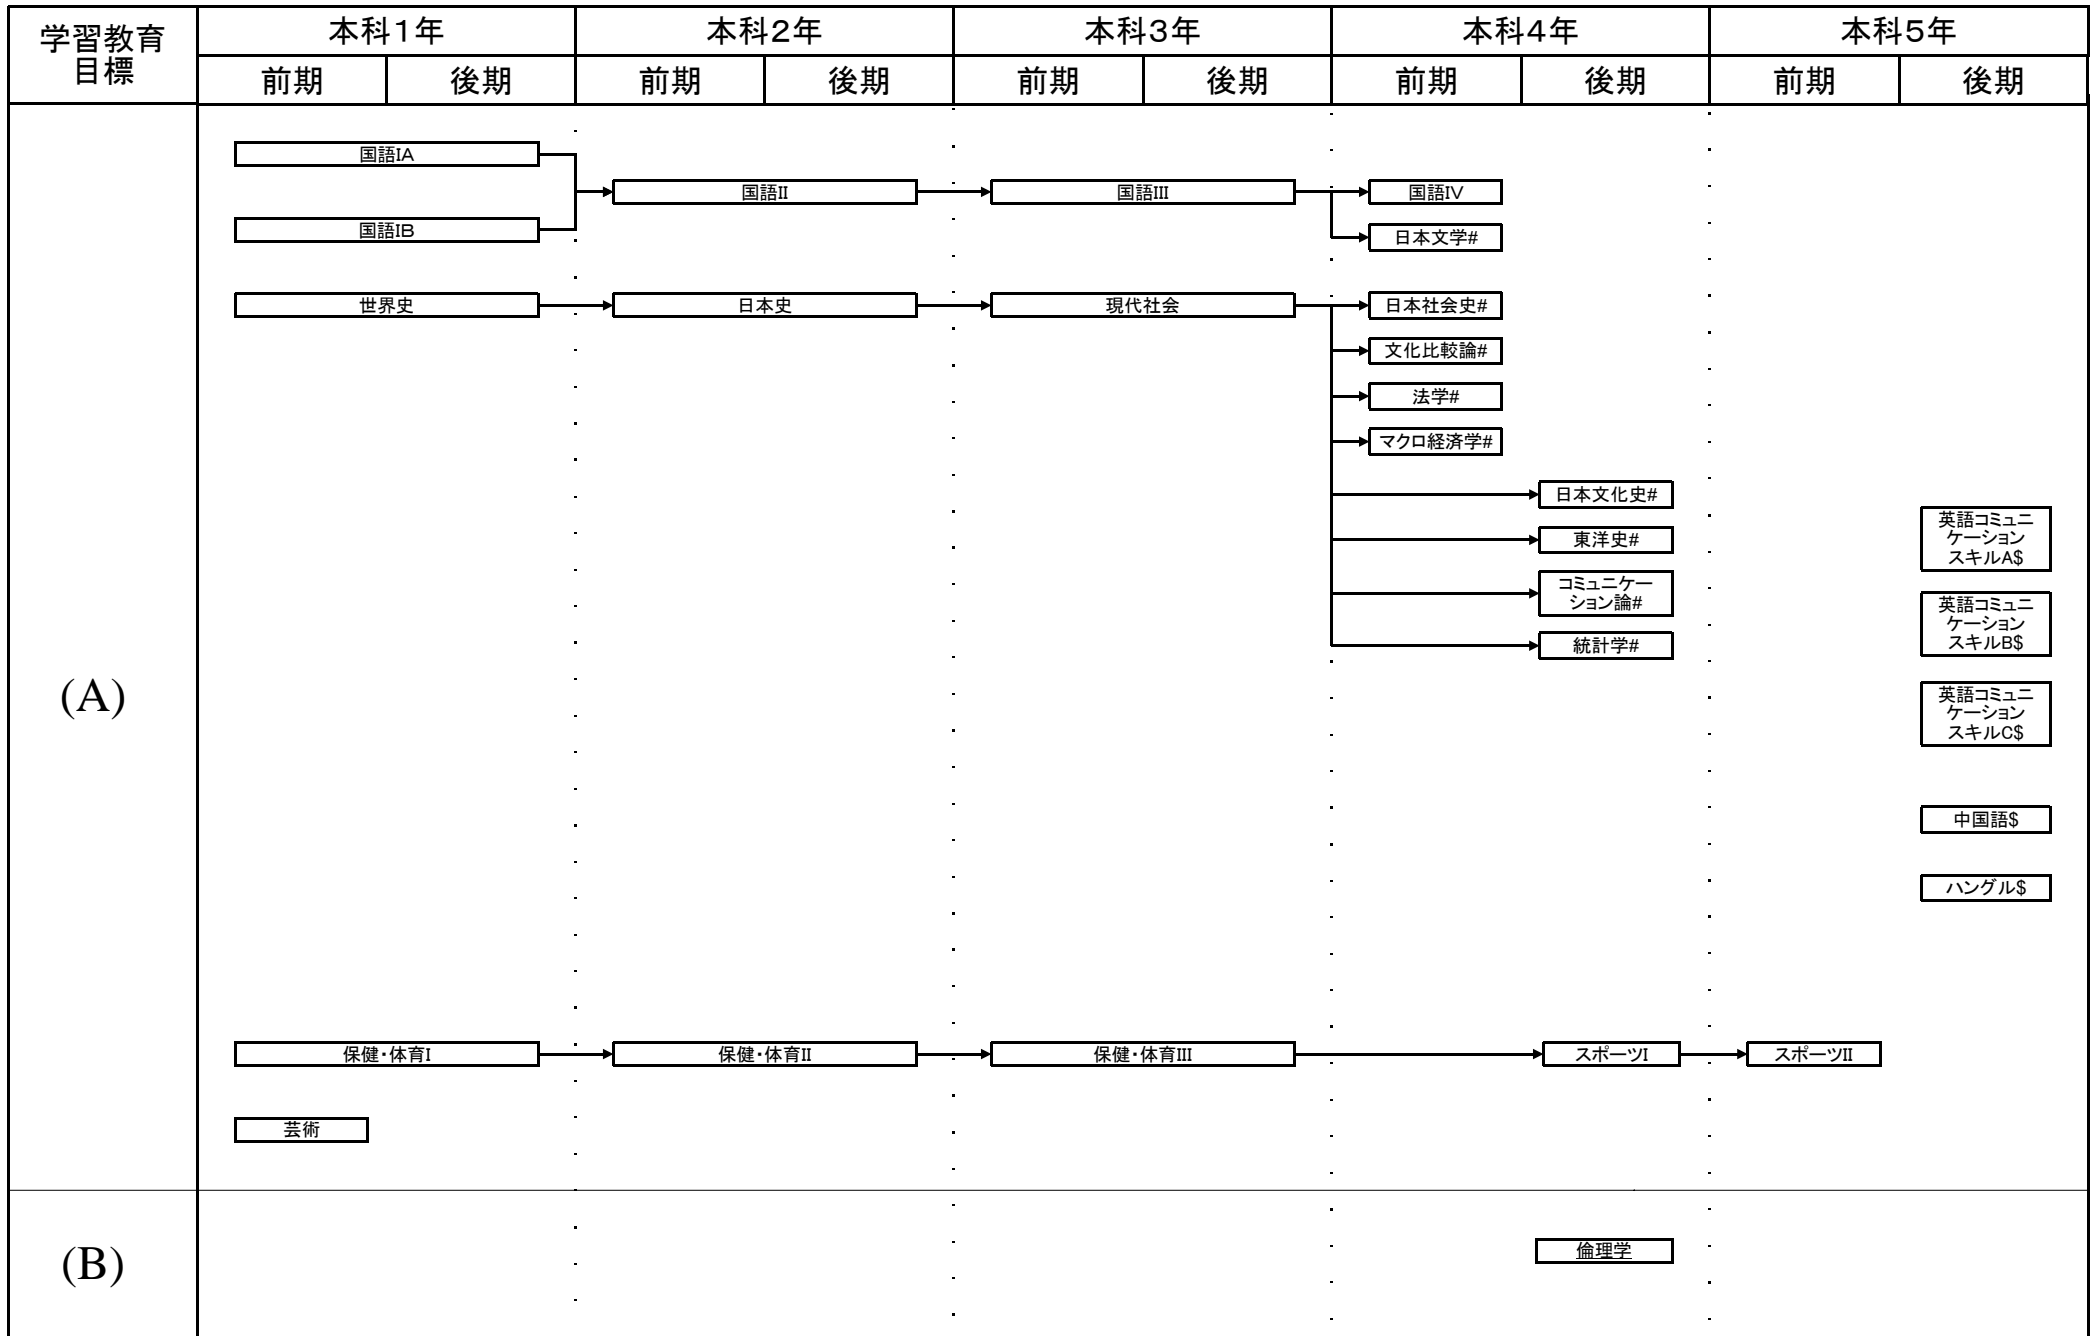 学習教育
目標
本科1年
本科2年
本科3年
本科4年
本科5年
前期
後期
前期
後期
前期
後期
前期
後期
前期
後期
(A)
国語IA
国語IB
国語II
国語III
国語IV
日本文学#
世界史
日本史
現代社会
日本社会史#
文化比較論#
法学#
マクロ経済学#
日本文化史#
東洋史#
コミュニケー
ション論#
統計学#
英語コミュニ
ケーション
スキルA$
英語コミュニ
ケーション
スキルB$
英語コミュニ
ケーション
スキルC$
中国語$
ハングル$
保健・体育I
保健・体育II
保健・体育III
スポーツI
スポーツII
芸術
(B)
倫理学